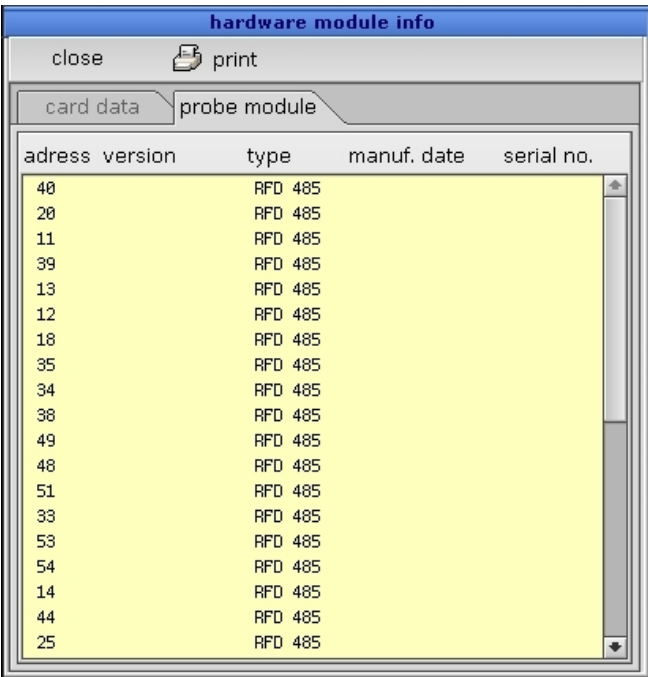 hardware module info
close print
card data probe module
adress version type manuf. date serial no.
40 RFD 485
20 RFD 485
11 RFD 485
39 RFD 485
13 RFD 485
12 RFD 485
18 RFD 485
35 RFD 485
34 RFD 485
38 RFD 485
49 RFD 485
48 RFD 485
51 RFD 485
33 RFD 485
53 RFD 485
54 RFD 485
14 RFD 485
44 RFD 485
25 RFD 485